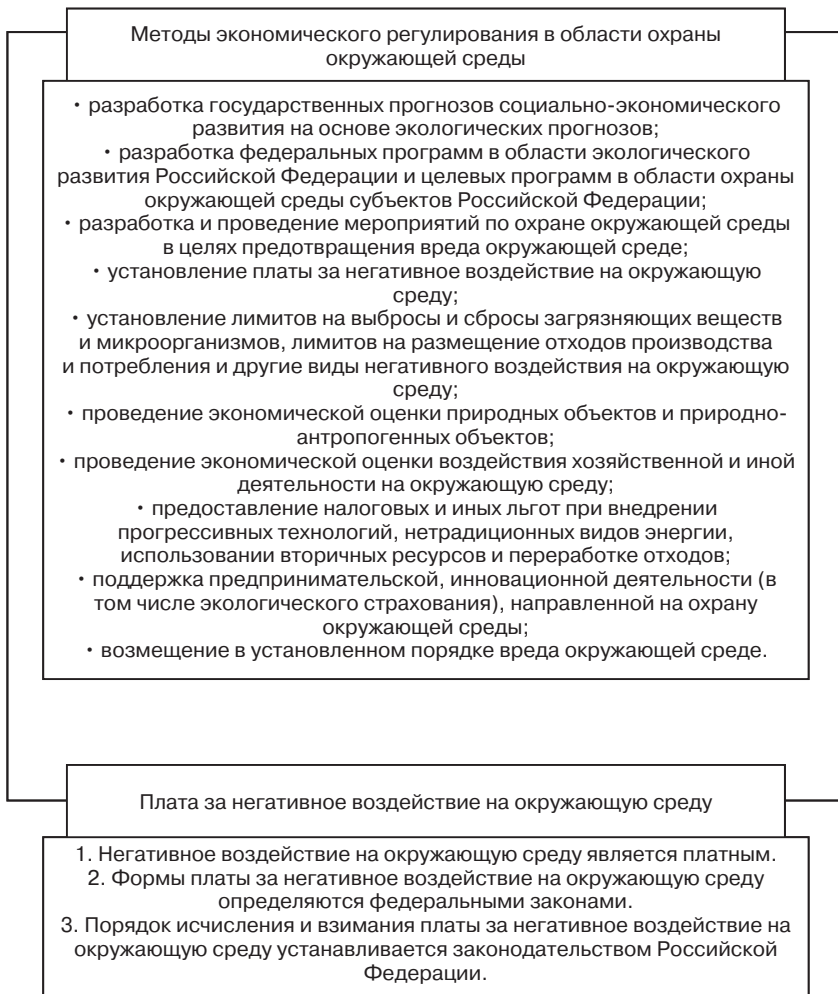 Методы экономического регулирования в области охраны
окружающей среды
• разработка государственных прогнозов социально-экономического
развития на основе экологических прогнозов;
• разработка федеральных программ в области экологического
развития Российской Федерации и целевых программ в области охраны
окружающей среды субъектов Российской Федерации;
• разработка и проведение мероприятий по охране окружающей среды
в целях предотвращения вреда окружающей среде;
• установление платы за негативное воздействие на окружающую
среду;
• установление лимитов на выбросы и сбросы загрязняющих веществ
и микроорганизмов, лимитов на размещение отходов производства
и потребления и другие виды негативного воздействия на окружающую
среду;
• проведение экономической оценки природных объектов и природно-
антропогенных объектов;
• проведение экономической оценки воздействия хозяйственной и иной
деятельности на окружающую среду;
• предоставление налоговых и иных льгот при внедрении
прогрессивных технологий, нетрадиционных видов энергии,
использовании вторичных ресурсов и переработке отходов;
• поддержка предпринимательской, инновационной деятельности (в
том числе экологического страхования), направленной на охрану
окружающей среды;
• возмещение в установленном порядке вреда окружающей среде.
Плата за негативное воздействие на окружающую среду
1. Негативное воздействие на окружающую среду является платным.
2. Формы платы за негативное воздействие на окружающую среду
определяются федеральными законами.
3. Порядок исчисления и взимания платы за негативное воздействие на
окружающую среду устанавливается законодательством Российской
Федерации.